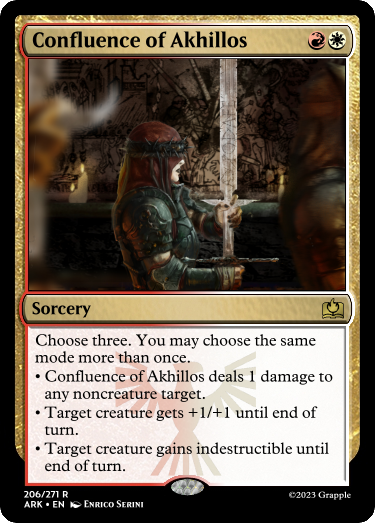 Confluence of Akhillos
Sorcery
Choose three. You may choose the same
mode more than once.
• Confluence of Akhillos deals 1 damage to
any noncreature target.
• Target creature gets +1/+1 until end of
turn.
• Target creature gains indestructible until
end of turn.
206/271 R
ARK • EN Enrico Serini
©2023 Grapple